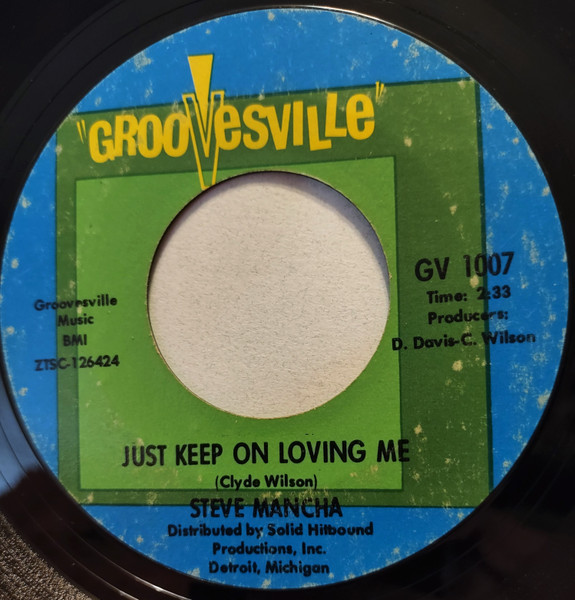 "GROOVESVILLE"
GV 1007
Time: 2:33
Producers:
D. Davis-C. Wilson
Groovesville
Music
BMI
ZTSC-126424
JUST KEEP ON LOVING ME
(Clyde Wilson)
STEVE MANCHA
Distributed by Solid Hitbound
Productions, Inc.
Detroit, Michigan